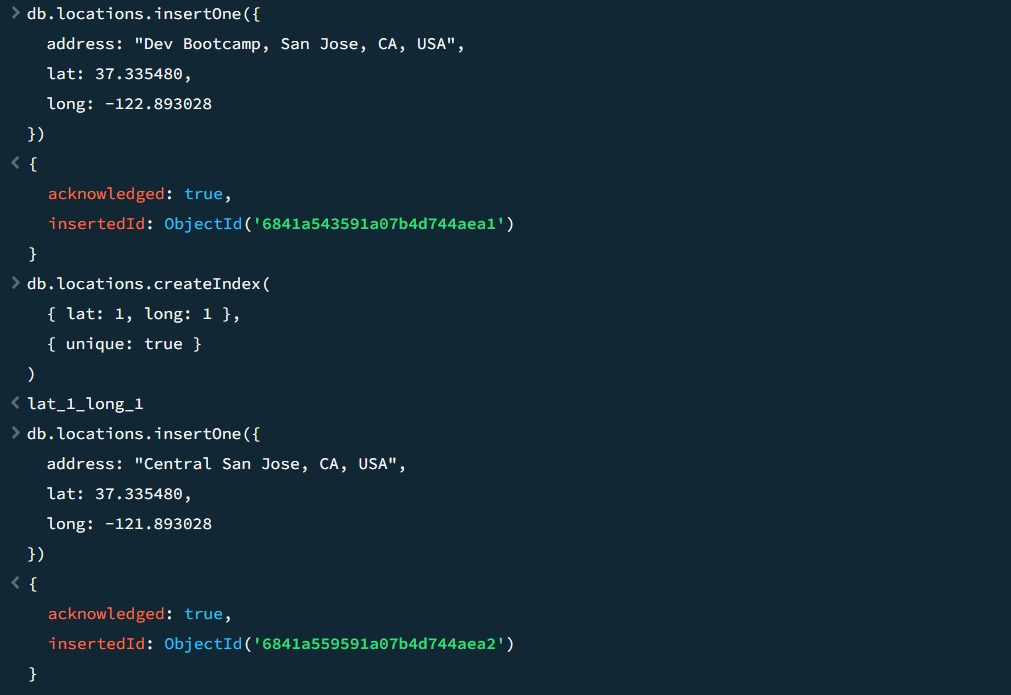 > db.locations.insertOne({
address: "Dev Bootcamp, San Jose, CA, USA",
lat: 37.335480,
long: -122.893028
})
< {
acknowledged: true,
insertedId: ObjectId('6841a543591a07b4d744aea1')
}
> db.locations.createIndex(
{ lat: 1, long: 1 },
{ unique: true }
)
< lat_1_long_1
> db.locations.insertOne({
address: "Central San Jose, CA, USA",
lat: 37.335480,
long: -121.893028
})
< {
acknowledged: true,
insertedId: ObjectId('6841a559591a07b4d744aea2')
}